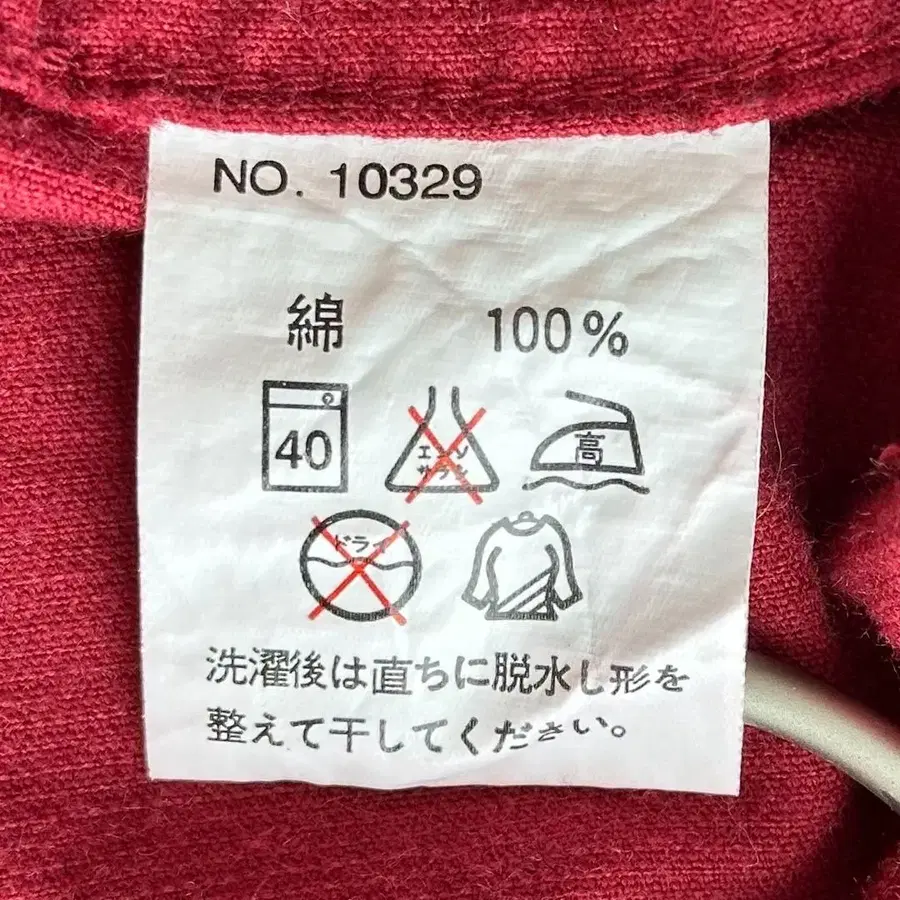 NO. 10329
綿 100%
40
エンソ
サラシ
高
ドライ
洗濯後は直ちに脱水し形を
整えて干してください。